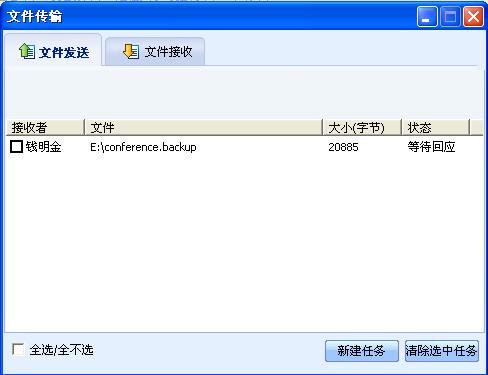 文件传输
文件发送 文件接收
接收者 文件 大小(字节) 状态
钱明金 E:\conference.backup 20885 等待回应
全选/全不选 新建任务 清除选中任务